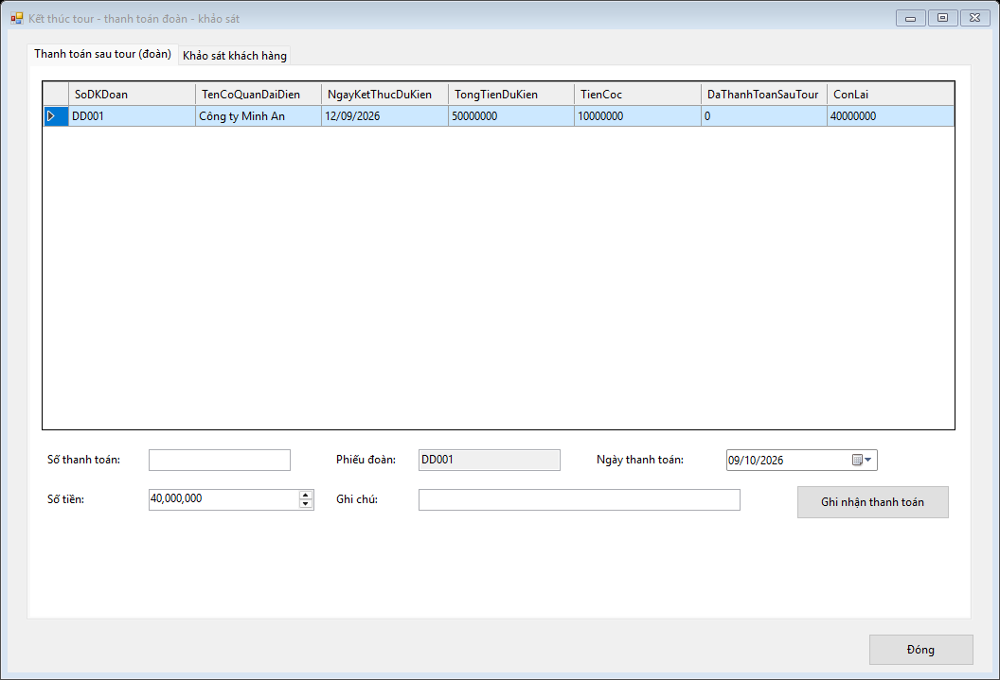 Kết thúc tour - thanh toán đoàn - khảo sát
Thanh toán sau tour (đoàn) Khảo sát khách hàng
SoDKDoan TenCoQuanDaiDien NgayKetThucDuKien TongTienDuKien TienCoc DaThanhToanSauTour ConLai
DD001 Công ty Minh An 12/09/2026 50000000 10000000 0 40000000
Số thanh toán: Phiếu đoàn: DD001 Ngày thanh toán: 09/10/2026
Số tiền: 40,000,000 Ghi chú: Ghi nhận thanh toán
Đóng